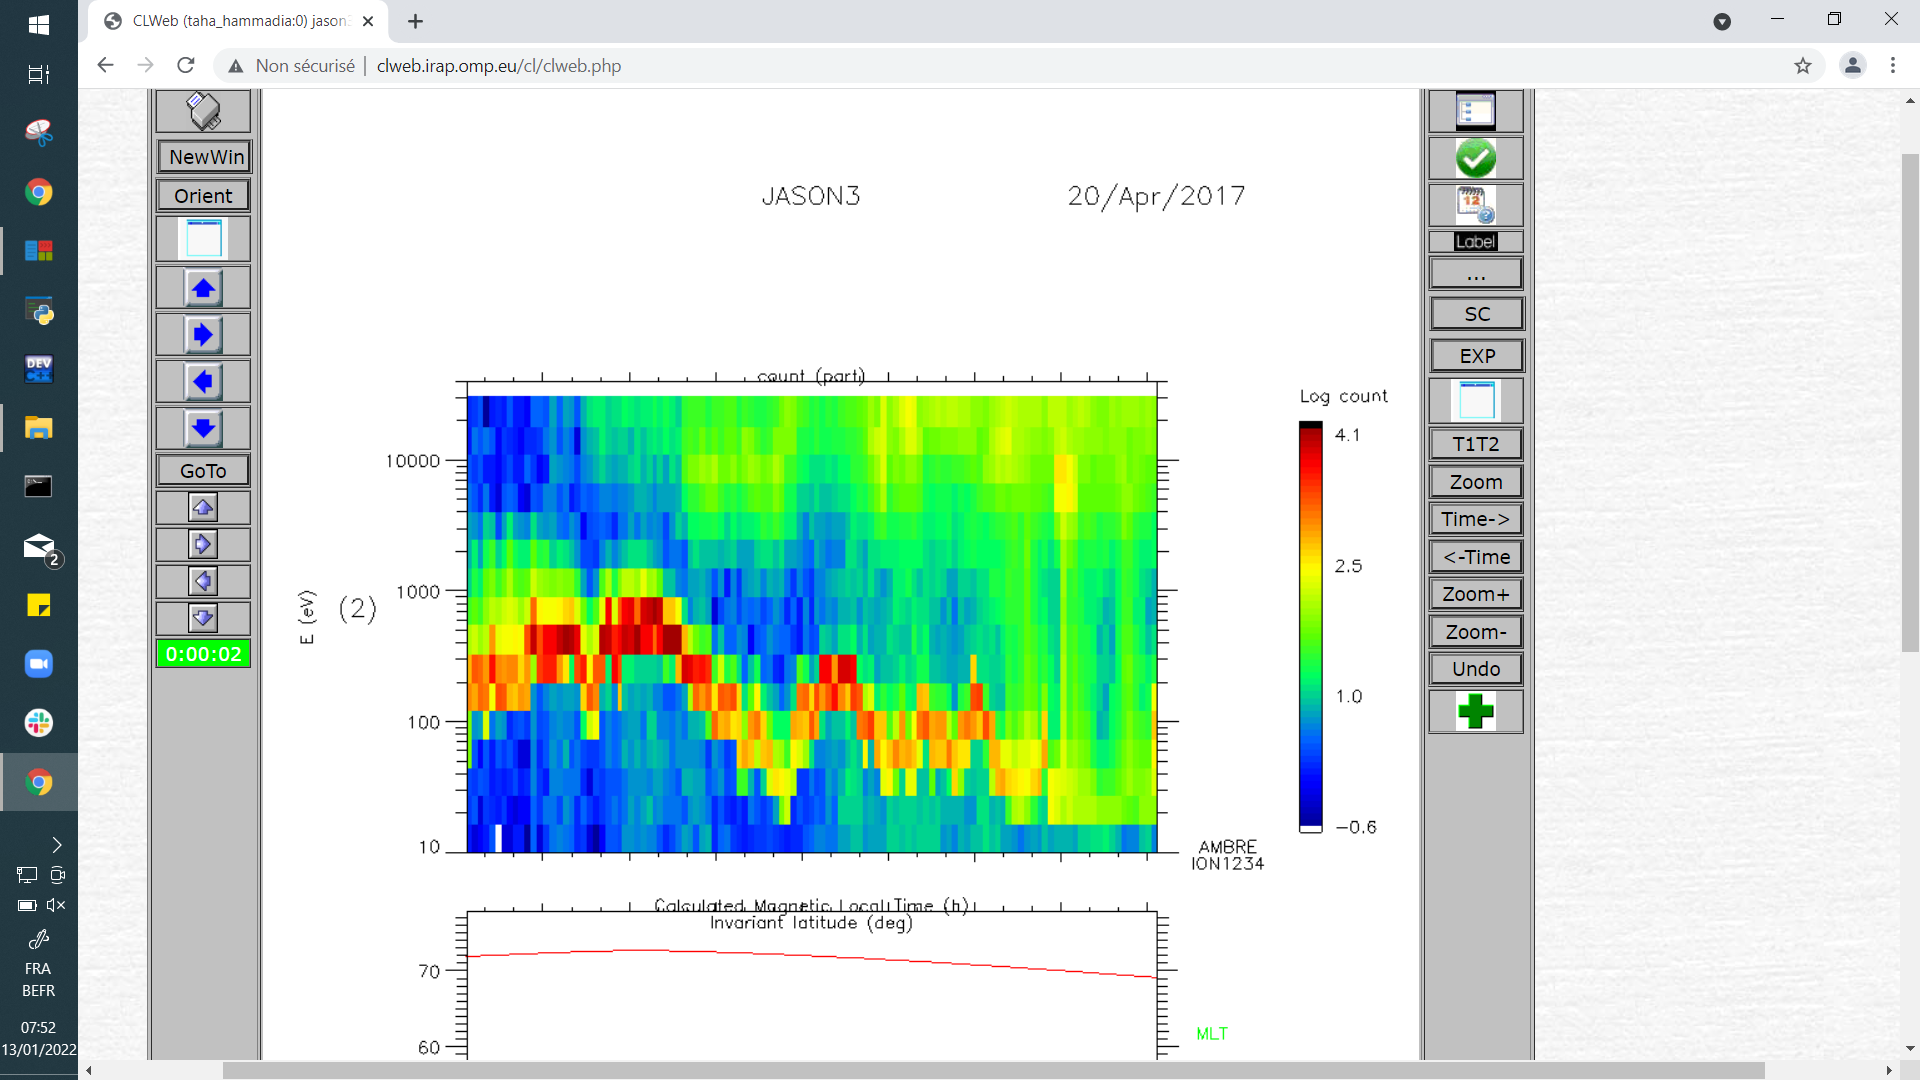 CLWeb (taha_hammadia:0) jason3
Non sécurisé
clweb.irap.omp.eu/cl/clweb.php
NewWin
Orient
GoTo
0:00:02
JASON3
20/Apr/2017
count (part)
10000
1000
100
10
E (eV)
(2)
Log count
4.1
2.5
1.0
-0.6
AMBRE
ION1234
Calculated Magnetic Local Time (h)
Invariant latitude (deg)
70
60
MLT
12
Label
...
SC
EXP
T1T2
Zoom
Time->
<-Time
Zoom+
Zoom-
Undo
DEV
C++
2
FRA
BEFR
07:52
13/01/2022